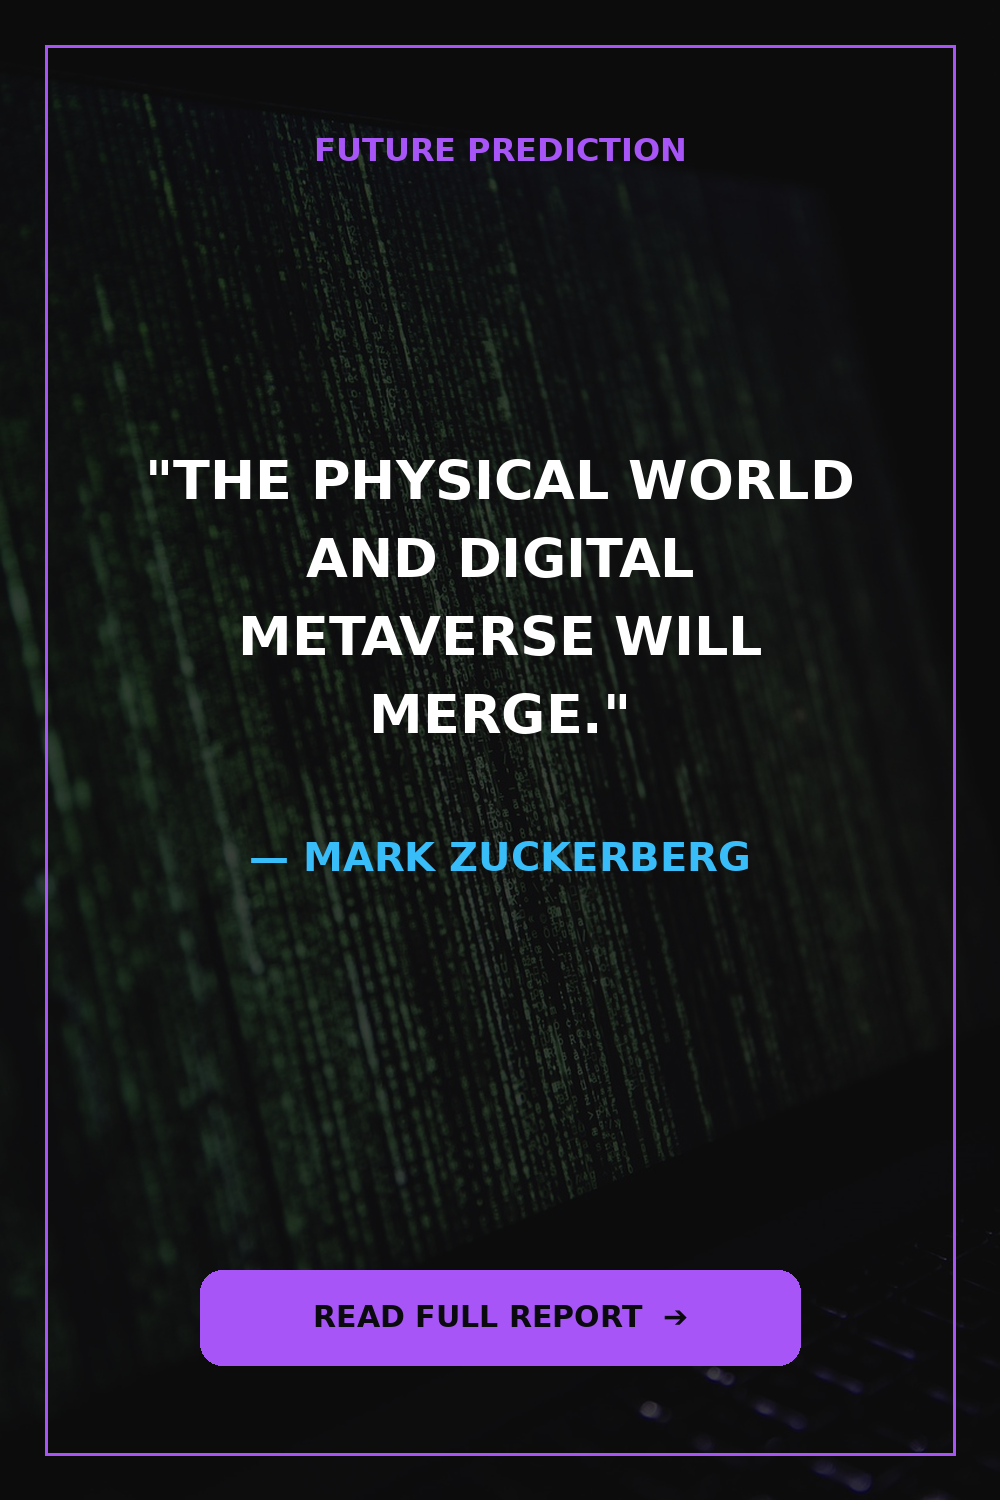 FUTURE PREDICTION
"THE PHYSICAL WORLD
AND DIGITAL
METAVERSE WILL
MERGE."
— MARK ZUCKERBERG
READ FULL REPORT ➔